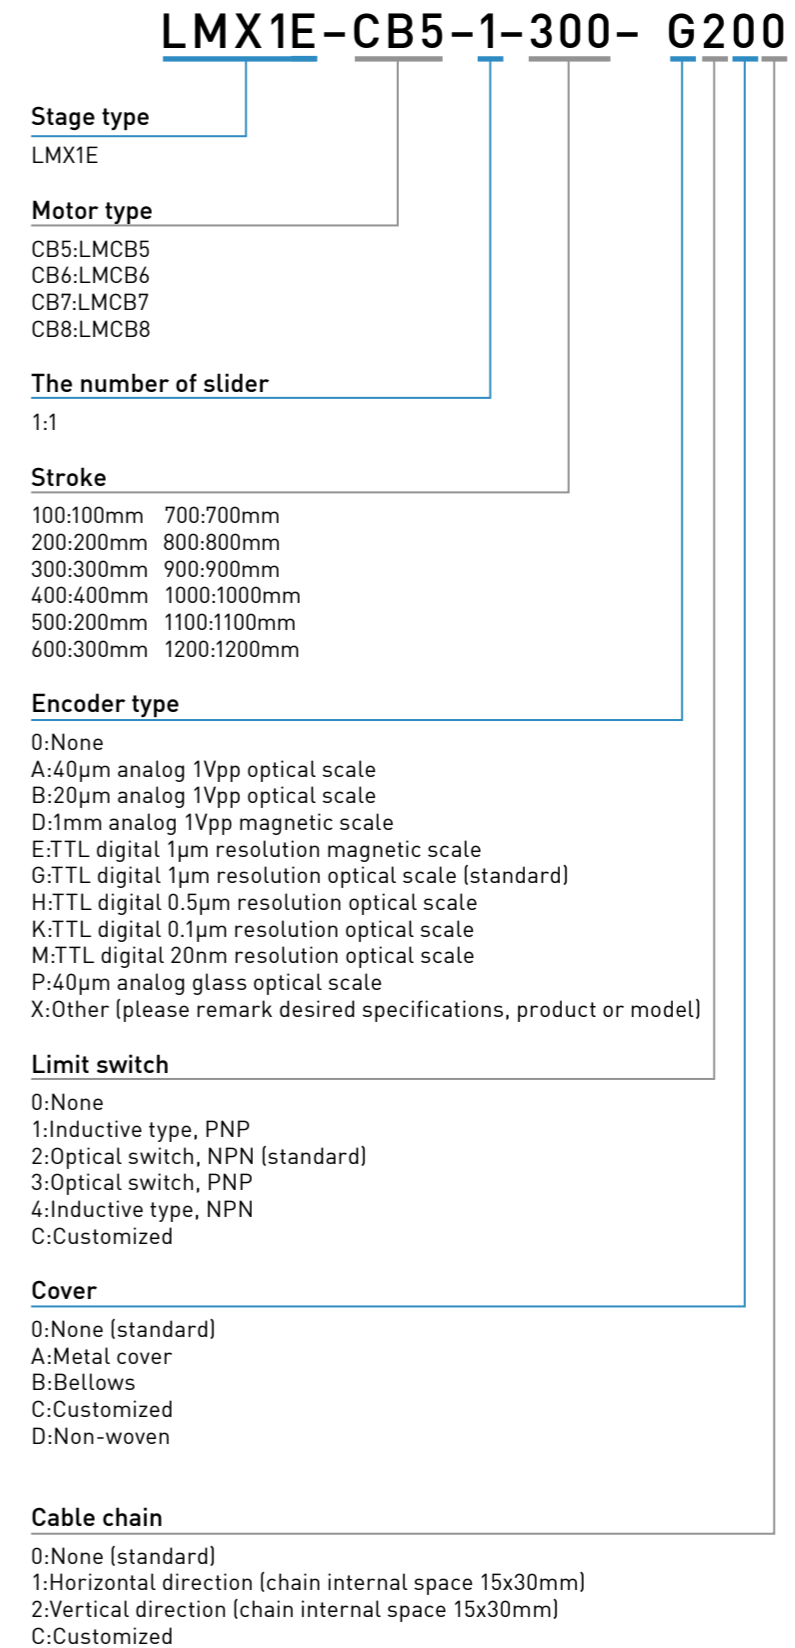 LMX1E-CB5-1-300- G200
Stage type
LMX1E
Motor type
CB5:LMCB5
CB6:LMCB6
CB7:LMCB7
CB8:LMCB8
The number of slider
1:1
Stroke
100:100mm 700:700mm
200:200mm 800:800mm
300:300mm 900:900mm
400:400mm 1000:1000mm
500:200mm 1100:1100mm
600:300mm 1200:1200mm
Encoder type
0:None
A:40μm analog 1Vpp optical scale
B:20μm analog 1Vpp optical scale
D:1mm analog 1Vpp magnetic scale
E:TTL digital 1μm resolution magnetic scale
G:TTL digital 1μm resolution optical scale (standard)
H:TTL digital 0.5μm resolution optical scale
K:TTL digital 0.1μm resolution optical scale
M:TTL digital 20nm resolution optical scale
P:40μm analog glass optical scale
X:Other (please remark desired specifications, product or model)
Limit switch
0:None
1:Inductive type, PNP
2:Optical switch, NPN (standard)
3:Optical switch, PNP
4:Inductive type, NPN
C:Customized
Cover
0:None (standard)
A:Metal cover
B:Bellows
C:Customized
D:Non-woven
Cable chain
0:None (standard)
1:Horizontal direction (chain internal space 15x30mm)
2:Vertical direction (chain internal space 15x30mm)
C:Customized